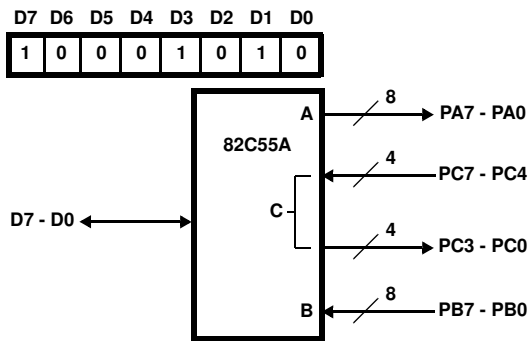 D7 D6 D5 D4 D3 D2 D1 D0
1 0 0 0 1 0 1 0
A 8 PA7 - PA0
82C55A
4 PC7 - PC4
C
D7 - D0
4 PC3 - PC0
B 8 PB7 - PB0